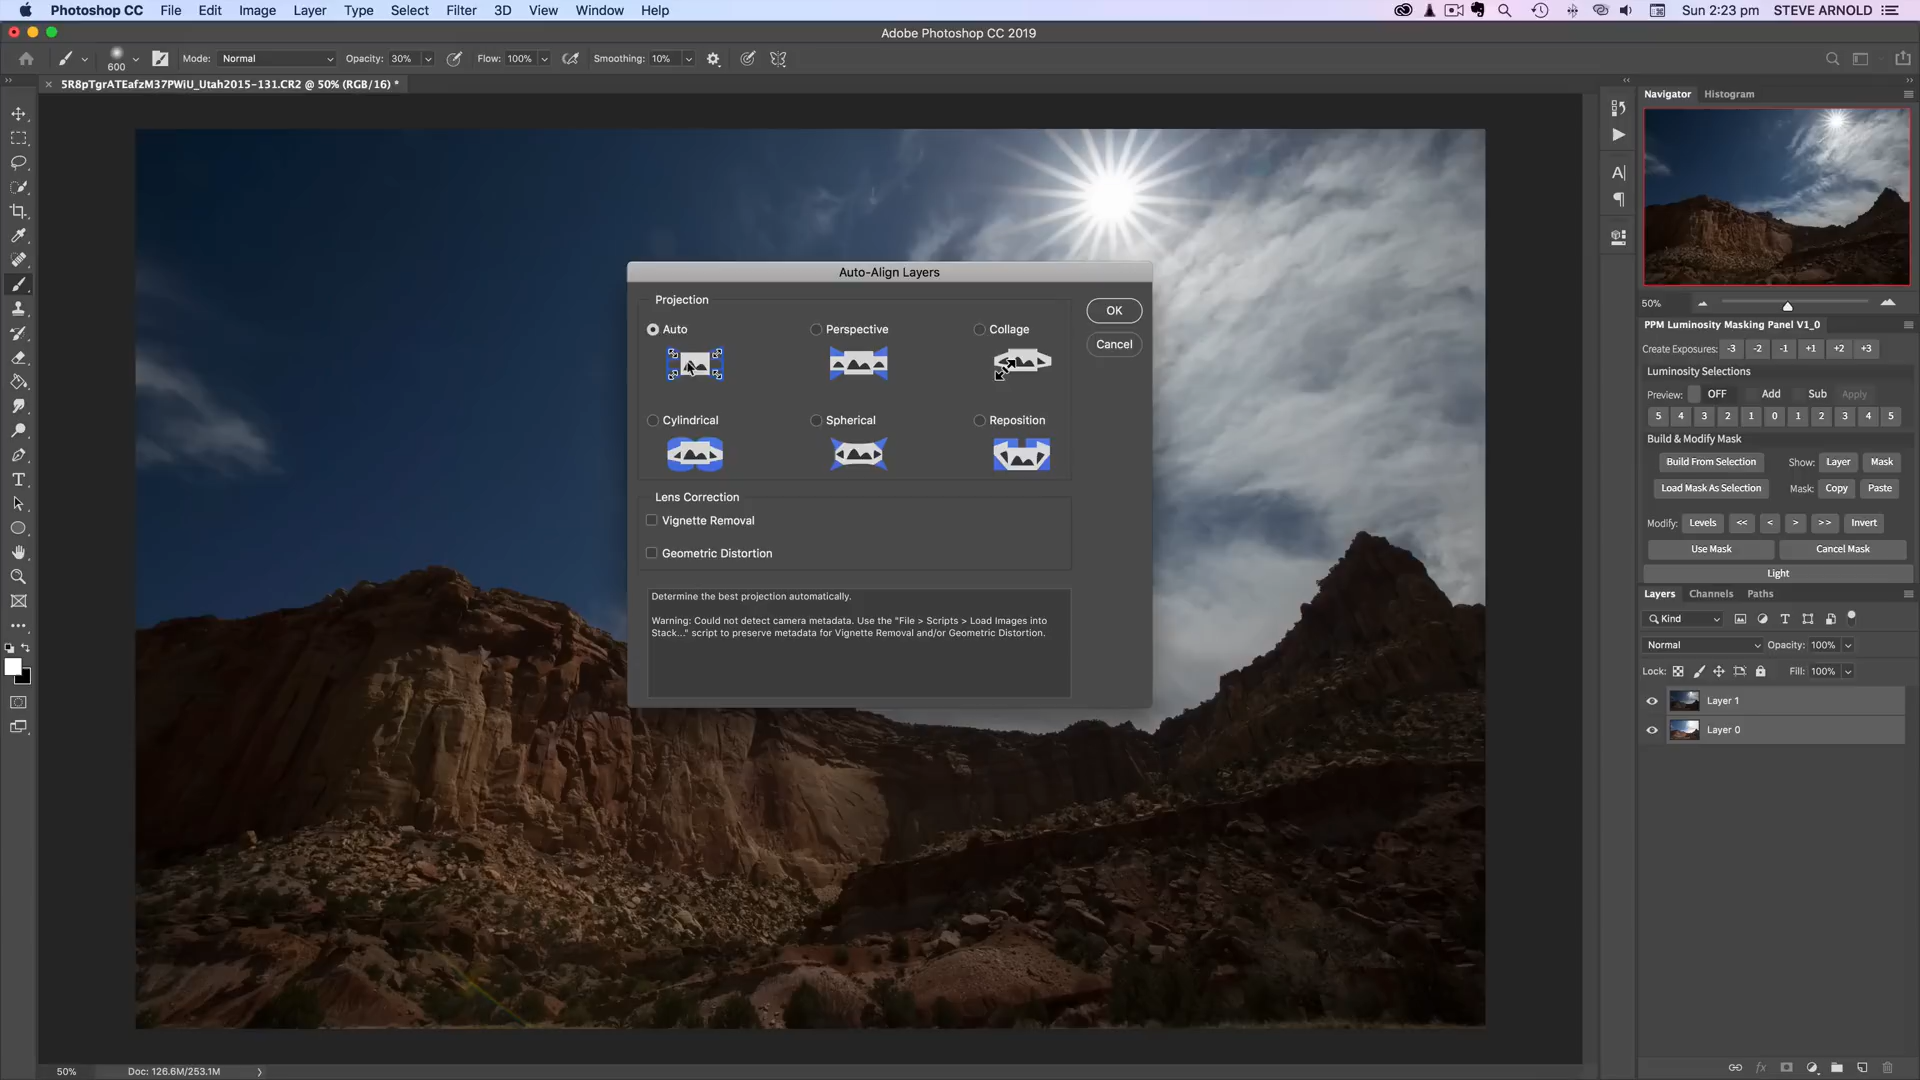 Photoshop CC File Edit Image Layer Type Select Filter 3D View Window Help Sun 2:23 pm STEVE ARNOLD
Adobe Photoshop CC 2019
600 Mode: Normal Opacity: 30% Flow: 100% Smoothing: 10%
5R8pTgrATEafzM37PWiU_Utah2015-131.CR2 @ 50% (RGB/16) *
Navigator Histogram
50%
Auto-Align Layers
Projection
Auto Perspective Collage
Cylindrical Spherical Reposition
OK
Cancel
Lens Correction
Vignette Removal
Geometric Distortion
Determine the best projection automatically.
Warning: Could not detect camera metadata. Use the "File > Scripts > Load Images into
Stack..." script to preserve metadata for Vignette Removal and/or Geometric Distortion.
PPM Luminosity Masking Panel V1_0
Create Exposures: -3 -2 -1 +1 +2 +3
Luminosity Selections
Preview: OFF Add Sub Apply
5 4 3 2 1 0 1 2 3 4 5
Build & Modify Mask
Build From Selection Show: Layer Mask
Load Mask As Selection Mask: Copy Paste
Modify: Levels << < > >> Invert
Use Mask Cancel Mask
Light
Layers Channels Paths
Kind
Normal Opacity: 100%
Lock: Fill: 100%
Layer 1
Layer 0
50% Doc: 126.6M/253.1M